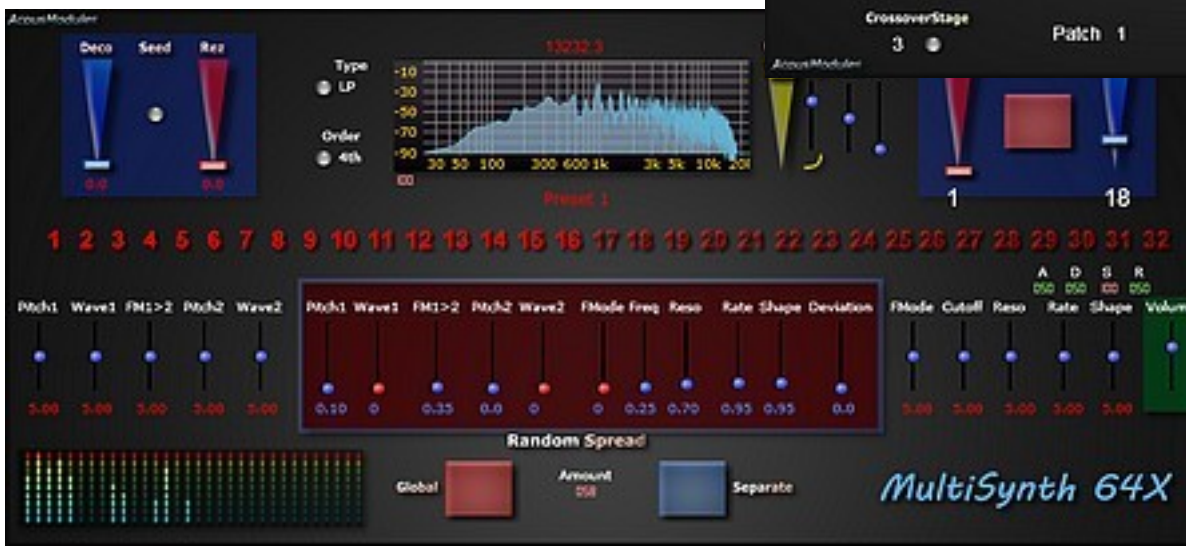 AcousModules
CrossoverStage
3
Patch 1
AcousModules
Deco Seed Rez
0.0 0.0
Type
LP
Order
4th
13232-3
-10
-30
-50
-70
-90
30 50 100 300 600 1k 3k 5k 10k 20k
100
Preset 1
1 18
1 2 3 4 5 6 7 8 9 10 11 12 13 14 15 16 17 18 19 20 21 22 23 24 25 26 27 28 29 30 31 32
A D S R
050 050 100 050
Pitch1 Wave1 FM1>2 Pitch2 Wave2
5.00 5.00 5.00 5.00 5.00
Pitch1 Wave1 FM1>2 Pitch2 Wave2 FMode Freq Reso Rate Shape Deviation
0.10 0 0.35 0.0 0 0 0.25 0.70 0.95 0.95 0.0
FMode Cutoff Reso Rate Shape Volum
5.00 5.00 5.00 5.00 5.00
Random Spread
Global
Amount
Separate
MultiSynth 64X